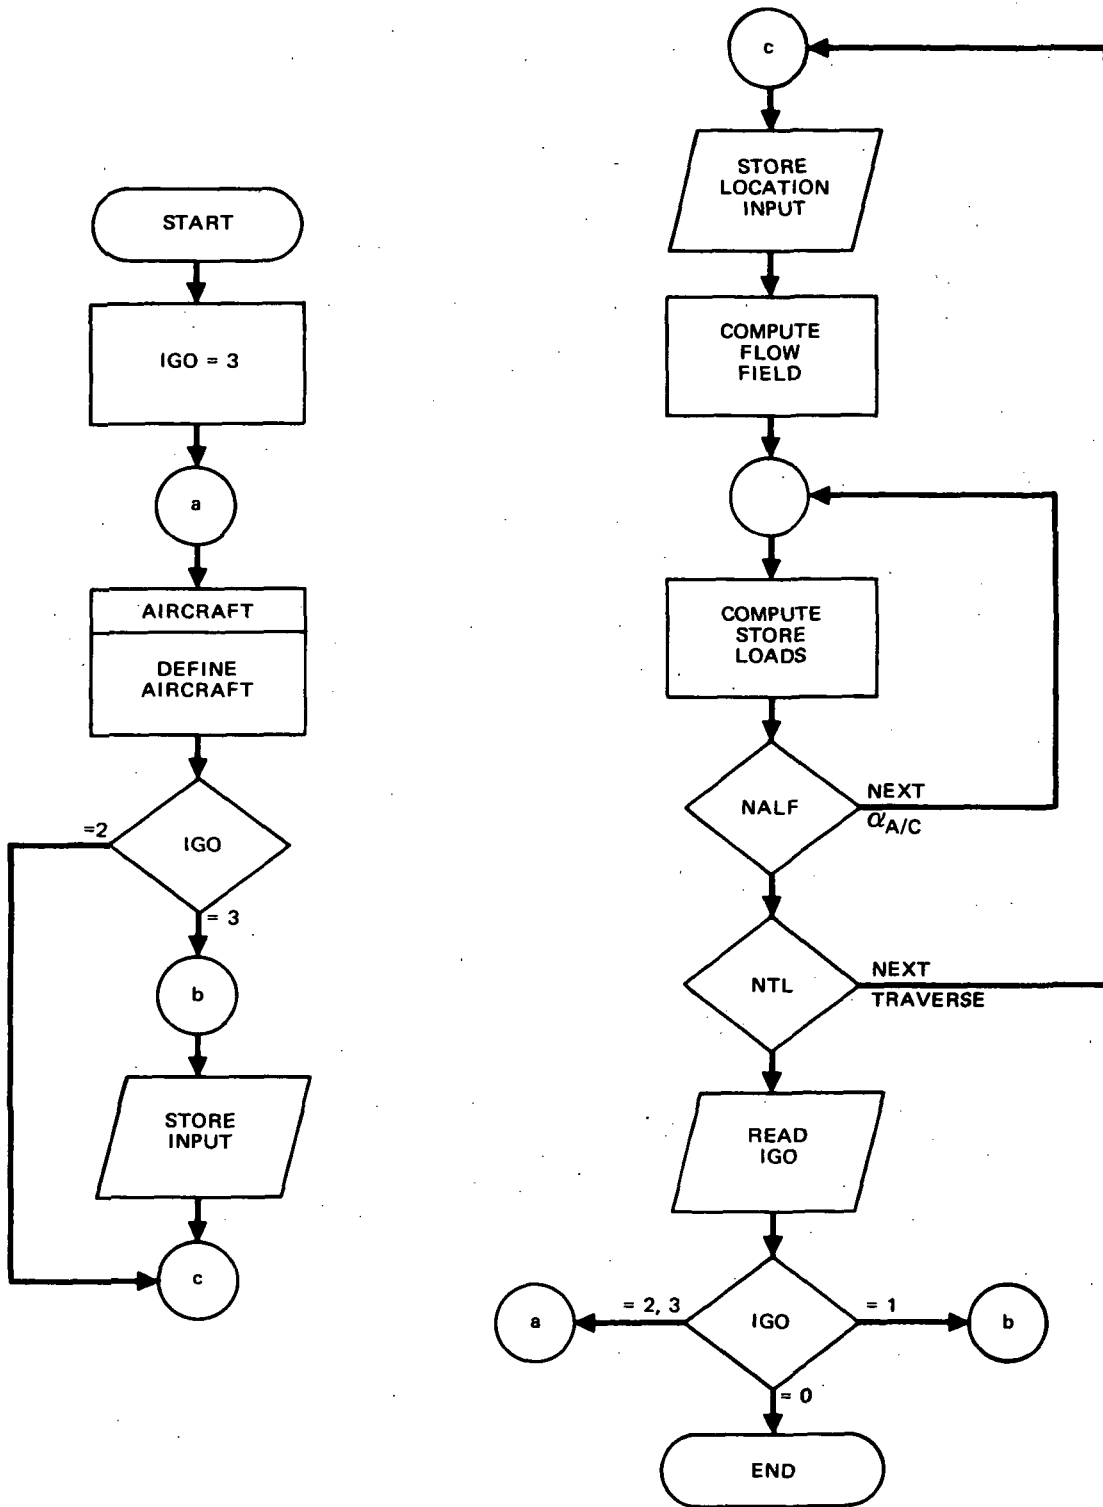 START
IGO = 3
a
AIRCRAFT
DEFINE
AIRCRAFT
=2
IGO
= 3
b
STORE
INPUT
c
c
STORE
LOCATION
INPUT
COMPUTE
FLOW
FIELD
COMPUTE
STORE
LOADS
NALF
NEXT
αA/C
NTL
NEXT
TRAVERSE
READ
IGO
a
= 2, 3
IGO
= 1
b
= 0
END